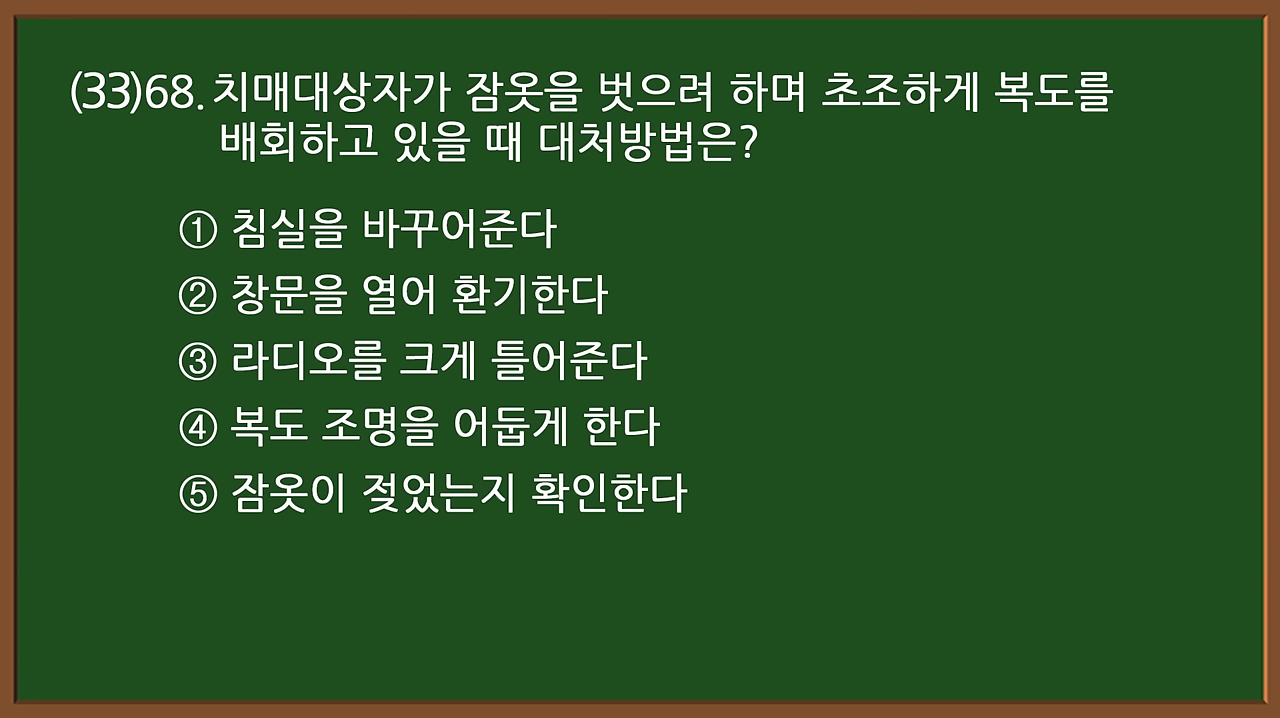 (33)68. 치매대상자가 잠옷을 벗으려 하며 초조하게 복도를
배회하고 있을 때 대처방법은?
① 침실을 바꾸어준다
② 창문을 열어 환기한다
③ 라디오를 크게 틀어준다
④ 복도 조명을 어둡게 한다
⑤ 잠옷이 젖었는지 확인한다